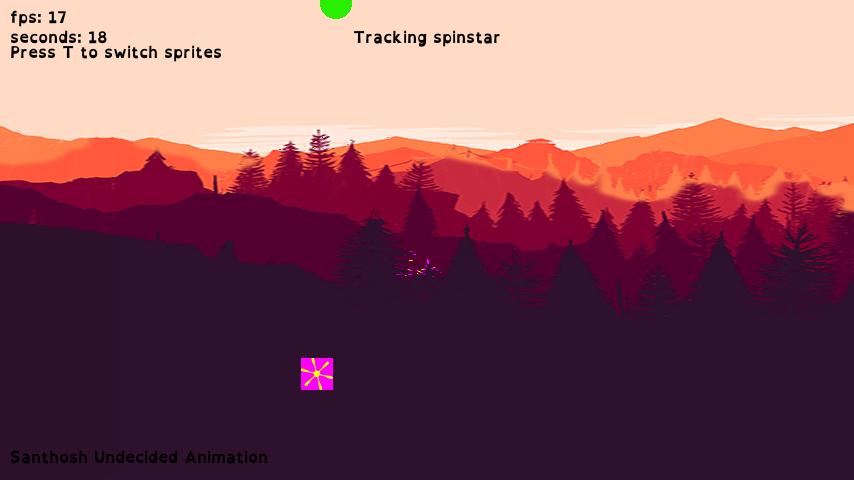 fps: 17
seconds: 18
Tracking spinstar
Press T to switch sprites
Santhosh Undecided Animation